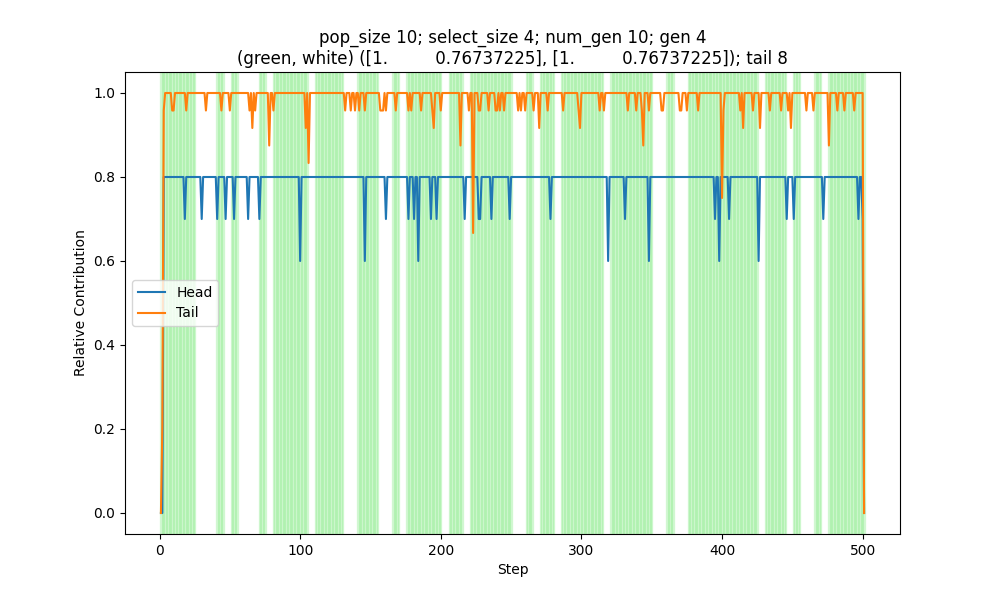 pop_size 10; select_size 4; num_gen 10; gen 4
(green, white) ([1.          0.76737225], [1.          0.76737225]); tail 8
1.0
0.8
0.6
0.4
0.2
0.0
Relative Contribution
Head
Tail
0
100
200
300
400
500
Step